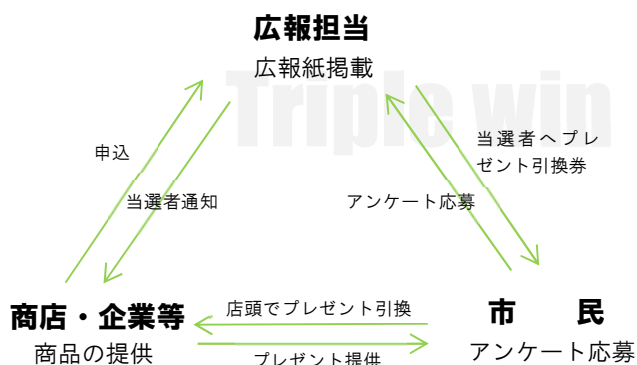 広報担当
広報紙掲載
Triple win
申込
当選者へプレ
ゼント引換券
当選者通知
アンケート応募
店頭でプレゼント引換
商店・企業等
市　　民
商品の提供
プレゼント提供
アンケート応募